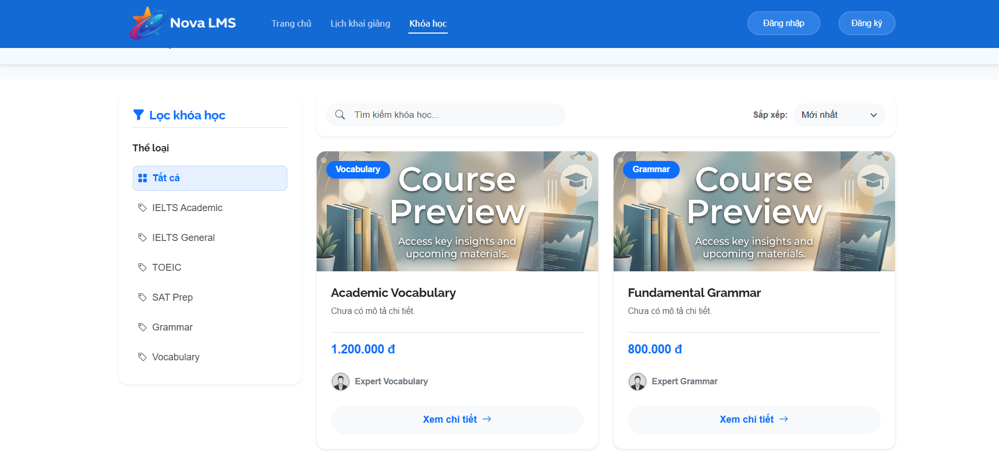 Nova LMS
Trang chủ
Lịch khai giảng
Khóa học
Đăng nhập
Đăng ký
Lọc khóa học
Thể loại
Tất cả
IELTS Academic
IELTS General
TOEIC
SAT Prep
Grammar
Vocabulary
Tìm kiếm khóa học...
Sắp xếp:
Mới nhất
Vocabulary
Course
Preview
Access key insights and
upcoming materials.
Academic Vocabulary
Chưa có mô tả chi tiết.
1.200.000 đ
Expert Vocabulary
Xem chi tiết →
Grammar
Course
Preview
Access key insights and
upcoming materials.
Fundamental Grammar
Chưa có mô tả chi tiết.
800.000 đ
Expert Grammar
Xem chi tiết →